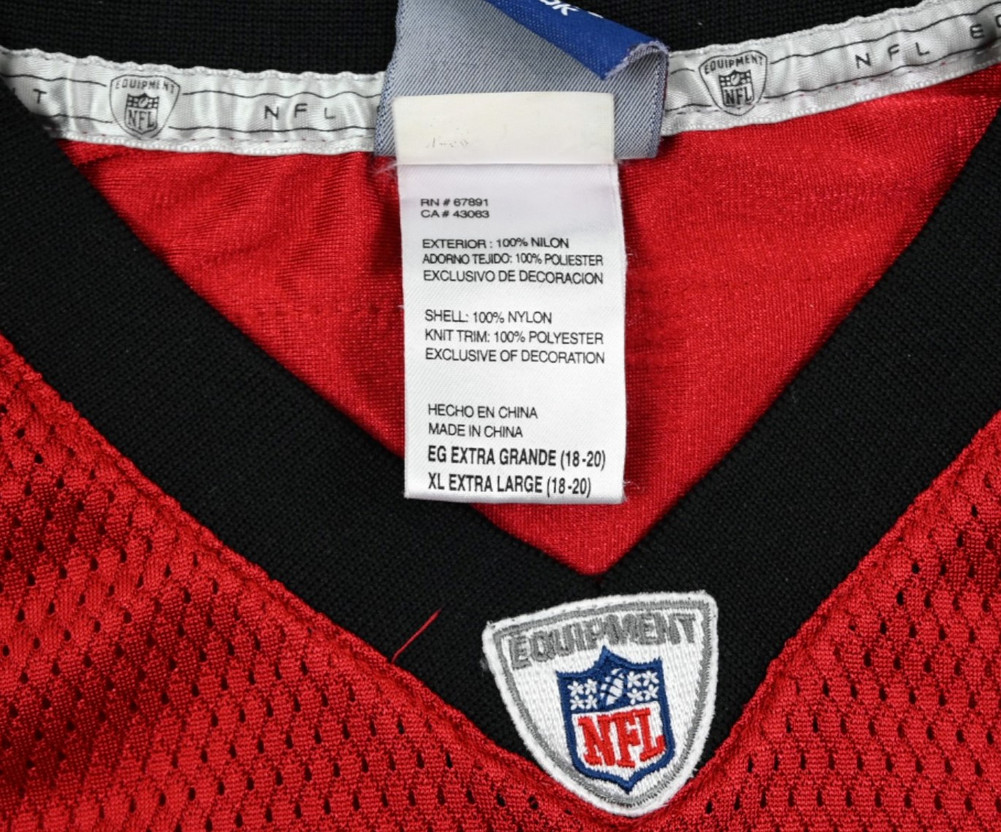 EQUIPMENT
NFL
T
NFL
EQUIPMENT
NFL
NFL
RN # 67891
CA # 43063
EXTERIOR : 100% NILON
ADORNO TEJIDO: 100% POLIESTER
EXCLUSIVO DE DECORACION
SHELL: 100% NYLON
KNIT TRIM: 100% POLYESTER
EXCLUSIVE OF DECORATION
HECHO EN CHINA
MADE IN CHINA
EG EXTRA GRANDE (18-20)
XL EXTRA LARGE (18-20)
EQUIPMENT
NFL